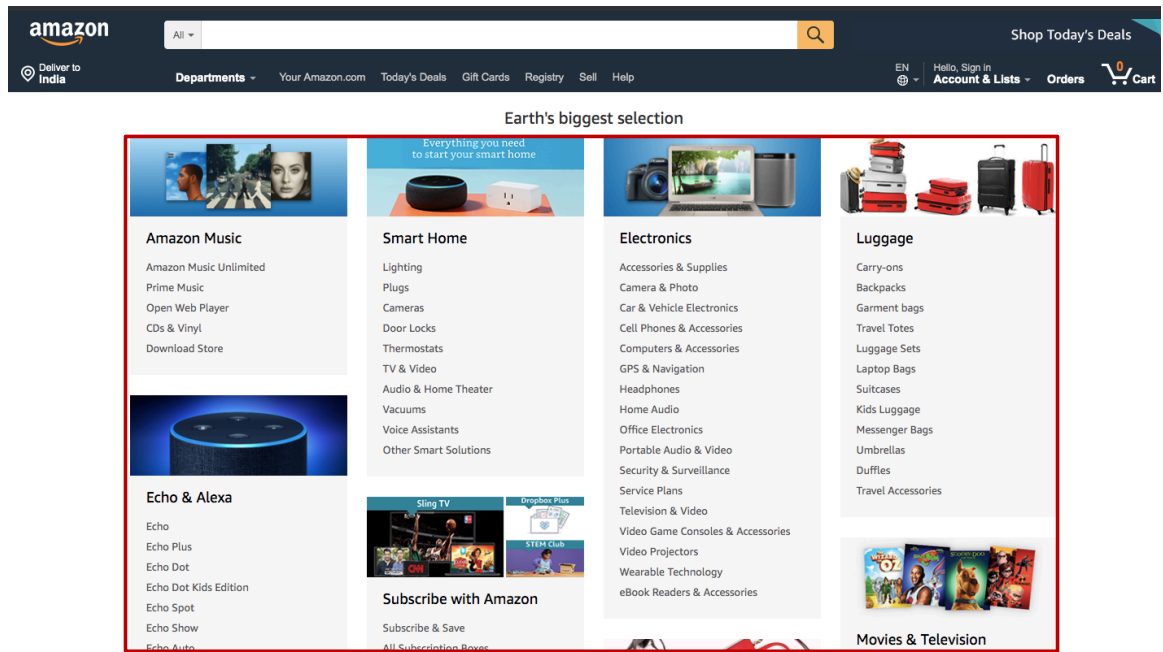 amazon
All
Shop Today's Deals
Deliver to
India
Departments
Your Amazon.com Today's Deals Gift Cards Registry Sell Help
EN
Hello, Sign in
Account & Lists
Orders
0
Cart
Earth's biggest selection
Amazon Music
Amazon Music Unlimited
Prime Music
Open Web Player
CDs & Vinyl
Download Store
Echo & Alexa
Echo
Echo Plus
Echo Dot
Echo Dot Kids Edition
Echo Spot
Echo Show
Echo Auto
Everything you need
to start your smart home
Smart Home
Lighting
Plugs
Cameras
Door Locks
Thermostats
TV & Video
Audio & Home Theater
Vacuums
Voice Assistants
Other Smart Solutions
Sling TV
CNN
Dropbox Plus
STEM Club
Subscribe with Amazon
Subscribe & Save
All Subscription Boxes
Electronics
Accessories & Supplies
Camera & Photo
Car & Vehicle Electronics
Cell Phones & Accessories
Computers & Accessories
GPS & Navigation
Headphones
Home Audio
Office Electronics
Portable Audio & Video
Security & Surveillance
Service Plans
Television & Video
Video Game Consoles & Accessories
Video Projectors
Wearable Technology
eBook Readers & Accessories
Luggage
Carry-ons
Backpacks
Garment bags
Travel Totes
Luggage Sets
Laptop Bags
Suitcases
Kids Luggage
Messenger Bags
Umbrellas
Duffles
Travel Accessories
Movies & Television